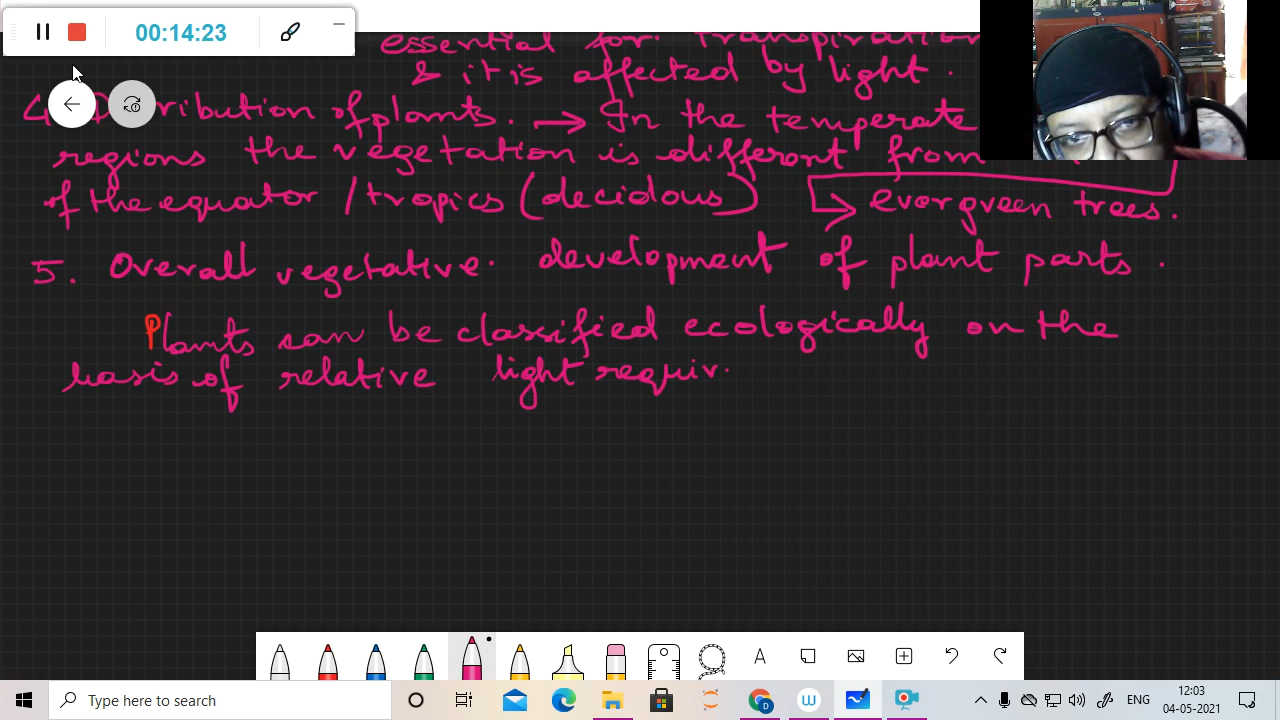 00:14:23
essential for transpiration
& it is affected by light.
4. ribution of plants. → In the temperate
regions the vegetation is different from
of the equator / tropics (decidous) → evergreen trees.
5. Overall vegetative. development of plant parts.
Plants can be classified ecologically on the
basis of relative light requir.
A
Type here to search
ENG
12:03
04-05-2021